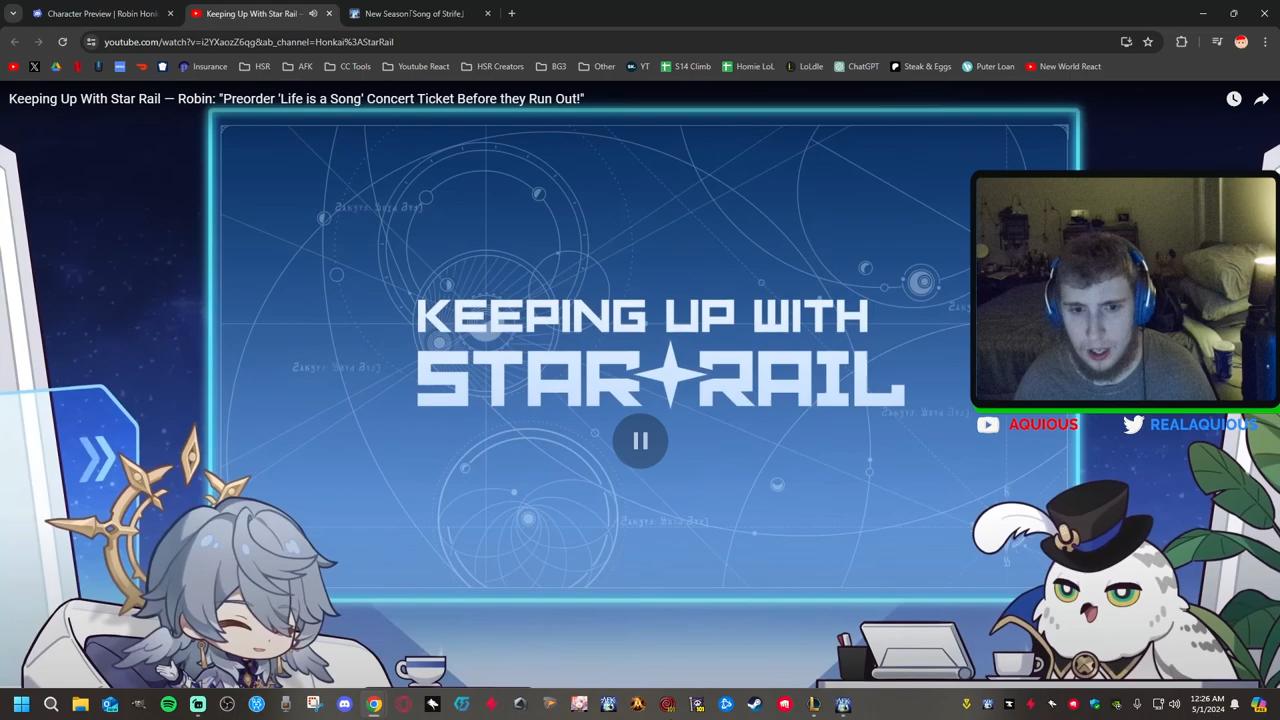 Character Preview | Robin Honk
Keeping Up With Star Rail –
New Season「Song of Strife」
youtube.com/watch?v=i2YXaozZ6qg&ab_channel=Honkai%3AStarRail
Insurance
HSR
AFK
CC Tools
Youtube React
HSR Creators
BG3
Other
YT
S14 Climb
Homie LoL
LoLdle
ChatGPT
Steak & Eggs
Puter Loan
New World React
Keeping Up With Star Rail — Robin: "Preorder 'Life is a Song' Concert Ticket Before they Run Out!"
KEEPING UP WITH
STAR RAIL
AQUIOUS
REALAQUIOUS
12:26 AM
5/1/2024